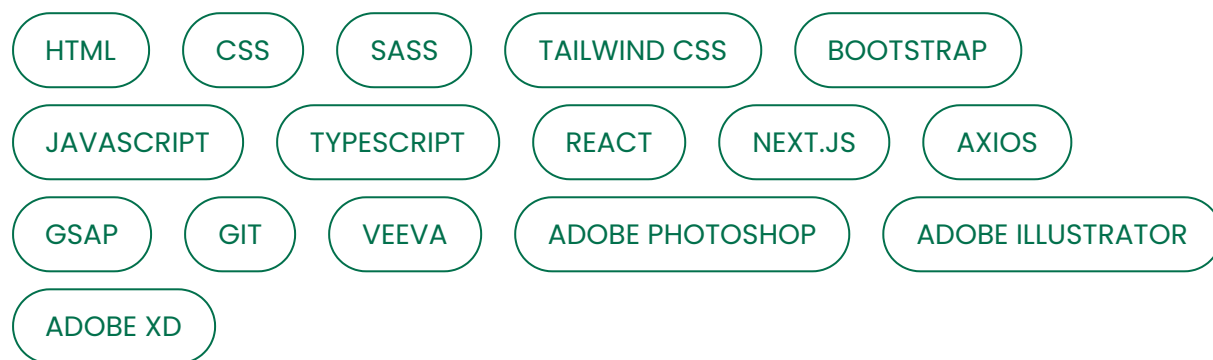 HTML CSS SASS TAILWIND CSS BOOTSTRAP
JAVASCRIPT TYPESCRIPT REACT NEXT.JS AXIOS
GSAP GIT VEEVA ADOBE PHOTOSHOP ADOBE ILLUSTRATOR
ADOBE XD